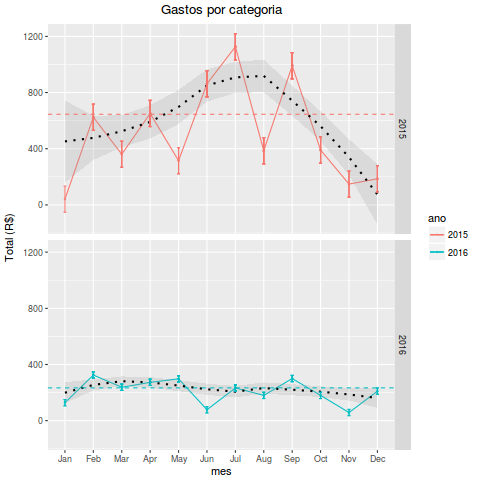 Gastos por categoria
Total (R$)
1200
800
400
0
2015
1200
800
400
0
2016
Jan Feb Mar Apr May Jun Jul Aug Sep Oct Nov Dec
mes
ano
2015
2016